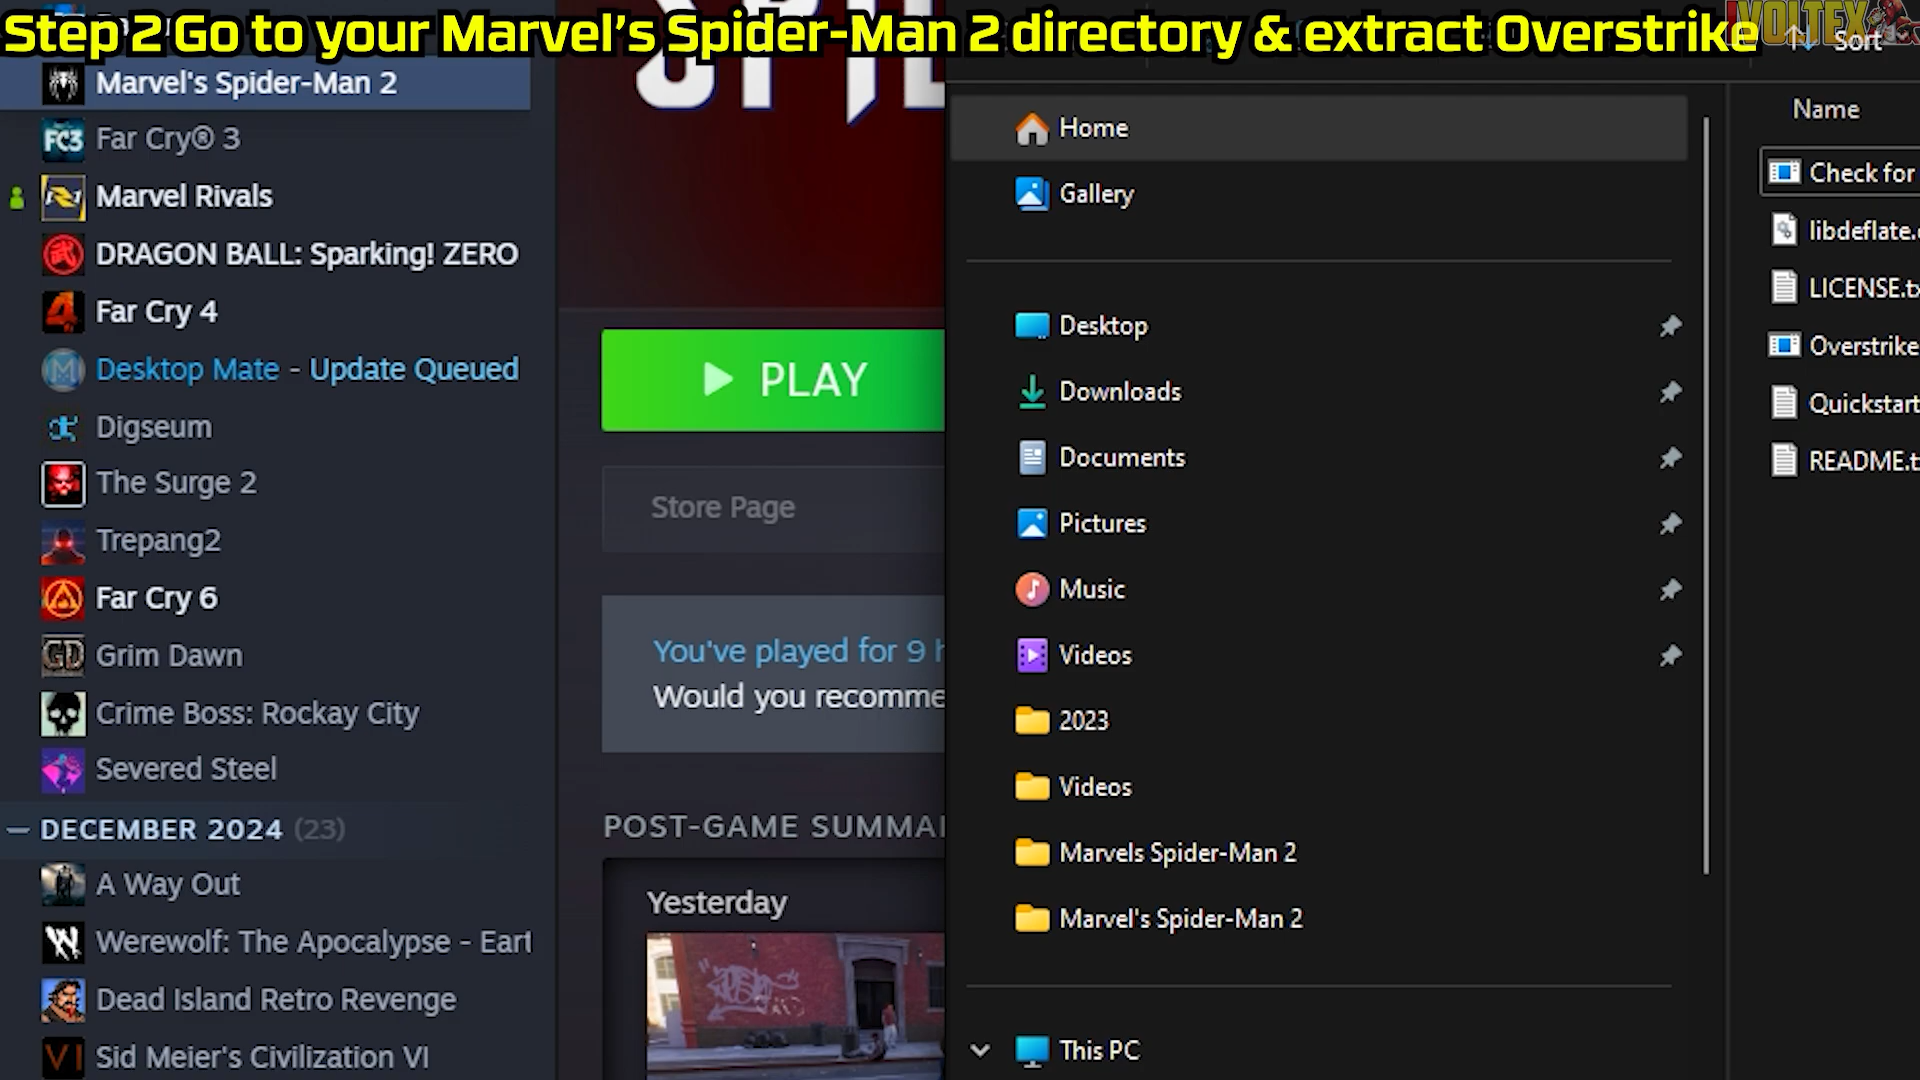 Step 2 Go to your Marvel’s Spider-Man 2 directory & extract Overstrike
VOLTEX
Sort
Marvel's Spider-Man 2
Far Cry® 3
Marvel Rivals
DRAGON BALL: Sparking! ZERO
Far Cry 4
Desktop Mate - Update Queued
Digseum
The Surge 2
Trepang2
Far Cry 6
Grim Dawn
Crime Boss: Rockay City
Severed Steel
DECEMBER 2024 (23)
A Way Out
Werewolf: The Apocalypse - Eart
Dead Island Retro Revenge
Sid Meier's Civilization VI
PLAY
Store Page
You've played for 9 h
Would you recomme
POST-GAME SUMMA
Yesterday
Home
Gallery
Desktop
Downloads
Documents
Pictures
Music
Videos
2023
Videos
Marvels Spider-Man 2
Marvel's Spider-Man 2
This PC
Name
Check for
libdeflate.
LICENSE.tx
Overstrike
Quickstart
README.t